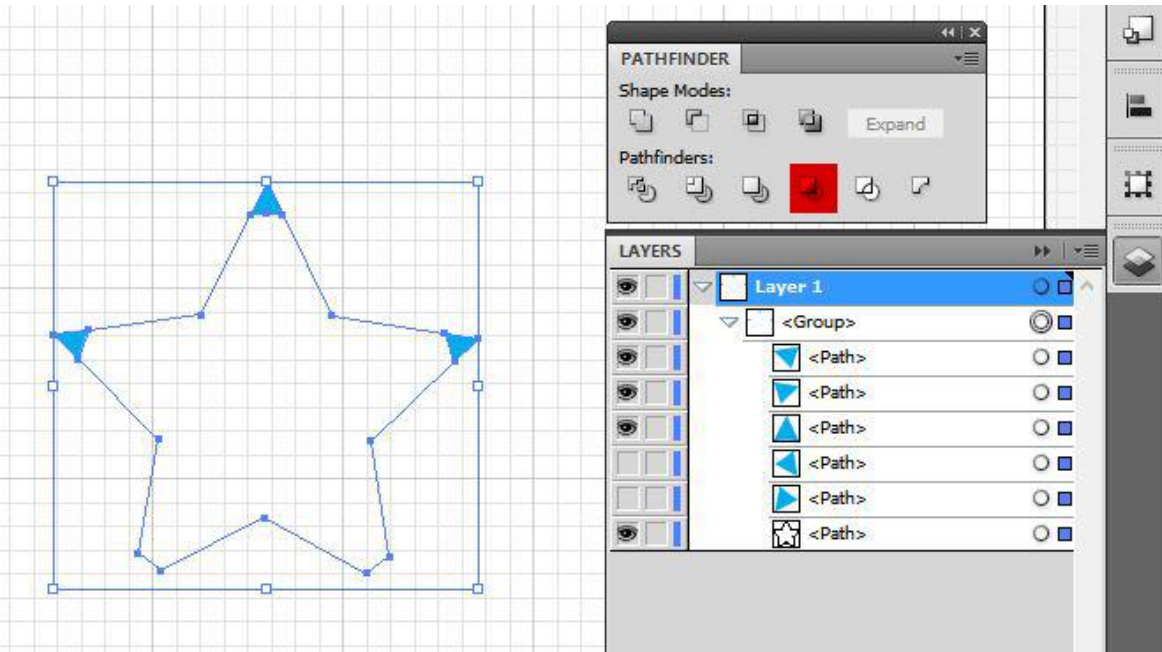 PATHFINDER
Shape Modes:
Expand
Pathfinders:
LAYERS
Layer 1
<Group>
<Path>
<Path>
<Path>
<Path>
<Path>
<Path>